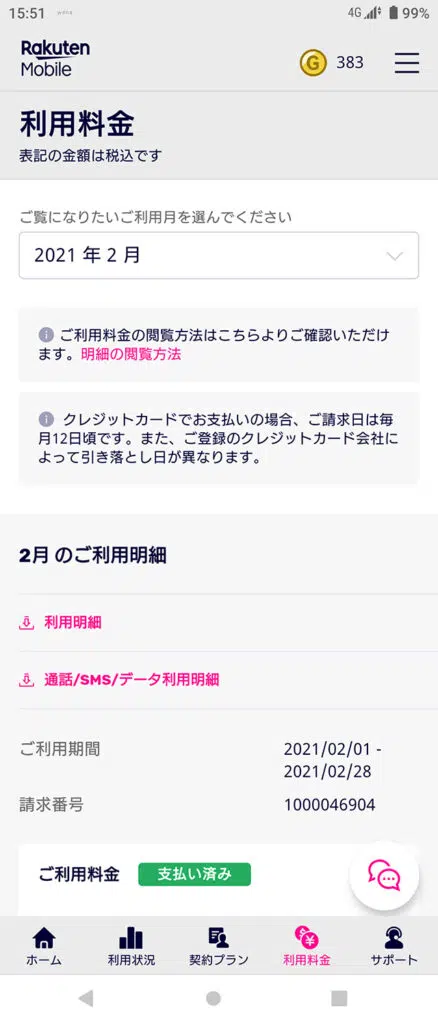 15:51
4G
99%
Rakuten
Mobile
G
383
利用料金
表記の金額は税込です
ご覧になりたいご利用月を選んでください
2021 年 2 月
ご利用料金の閲覧方法はこちらよりご確認いただけ
ます。明細の閲覧方法
クレジットカードでお支払いの場合、ご請求日は毎
月12日頃です。また、ご登録のクレジットカード会社に
よって引き落とし日が異なります。
2月 のご利用明細
利用明細
通話/SMS/データ利用明細
ご利用期間
2021/02/01 -
2021/02/28
請求番号
1000046904
ご利用料金
支払い済み
ホーム
利用状況
契約プラン
利用料金
サポート